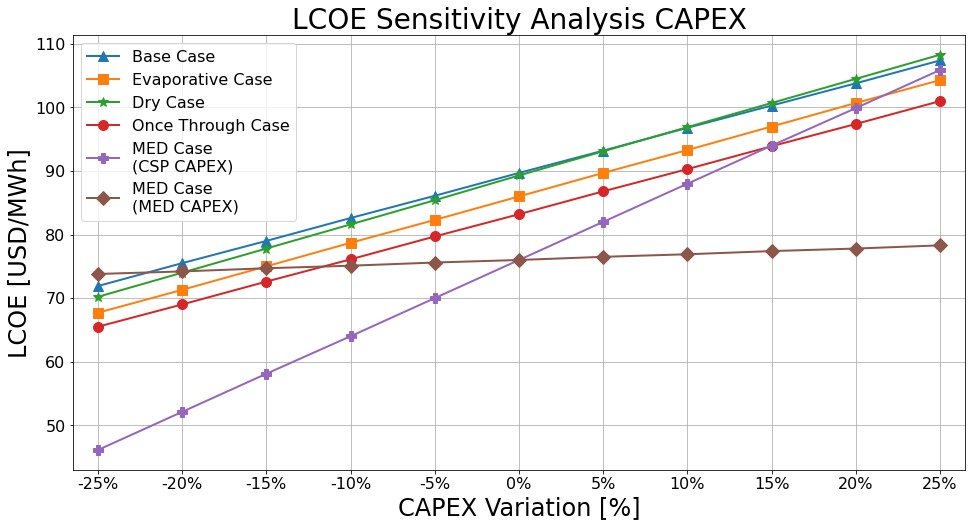 LCOE Sensitivity Analysis CAPEX
LCOE [USD/MWh]
110
100
90
80
70
60
50
Base Case
Evaporative Case
Dry Case
Once Through Case
MED Case
(CSP CAPEX)
MED Case
(MED CAPEX)
-25% -20% -15% -10% -5% 0% 5% 10% 15% 20% 25%
CAPEX Variation [%]